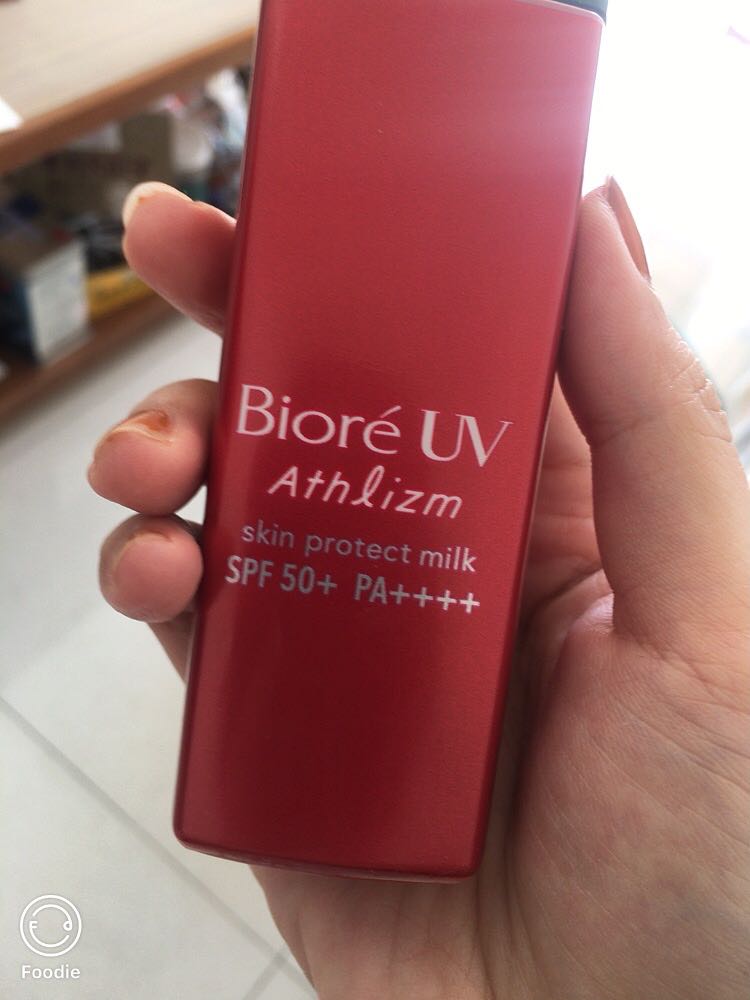 Bioré UV
Athlizm
skin protect milk
SPF 50+ PA++++
F d
Foodie